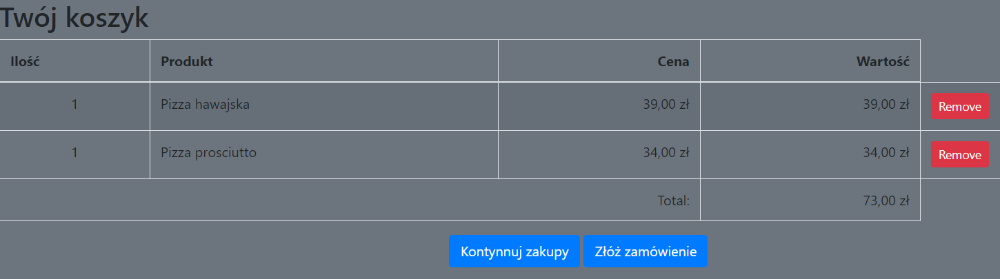 Twój koszyk
Ilość Produkt Cena Wartość
1 Pizza hawajska 39,00 zł 39,00 zł Remove
1 Pizza prosciutto 34,00 zł 34,00 zł Remove
Total: 73,00 zł
Kontynnuj zakupy Złóż zamówienie